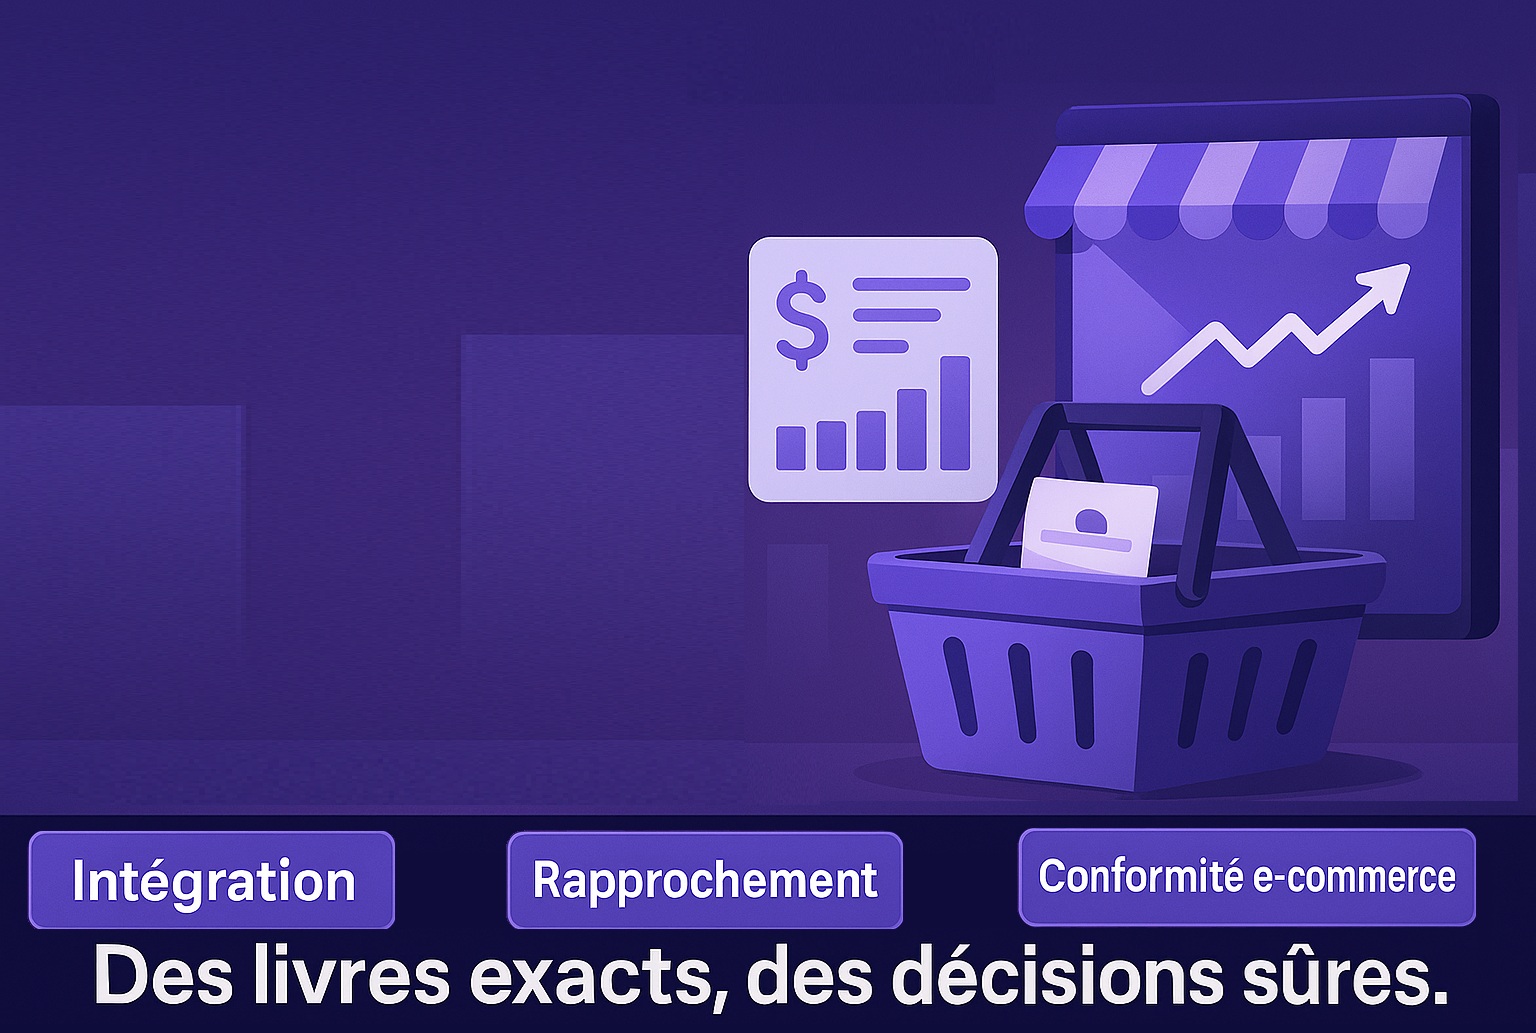 $
Intégration
Rapprochement
Conformité e-commerce
Des livres exacts, des décisions sûres.